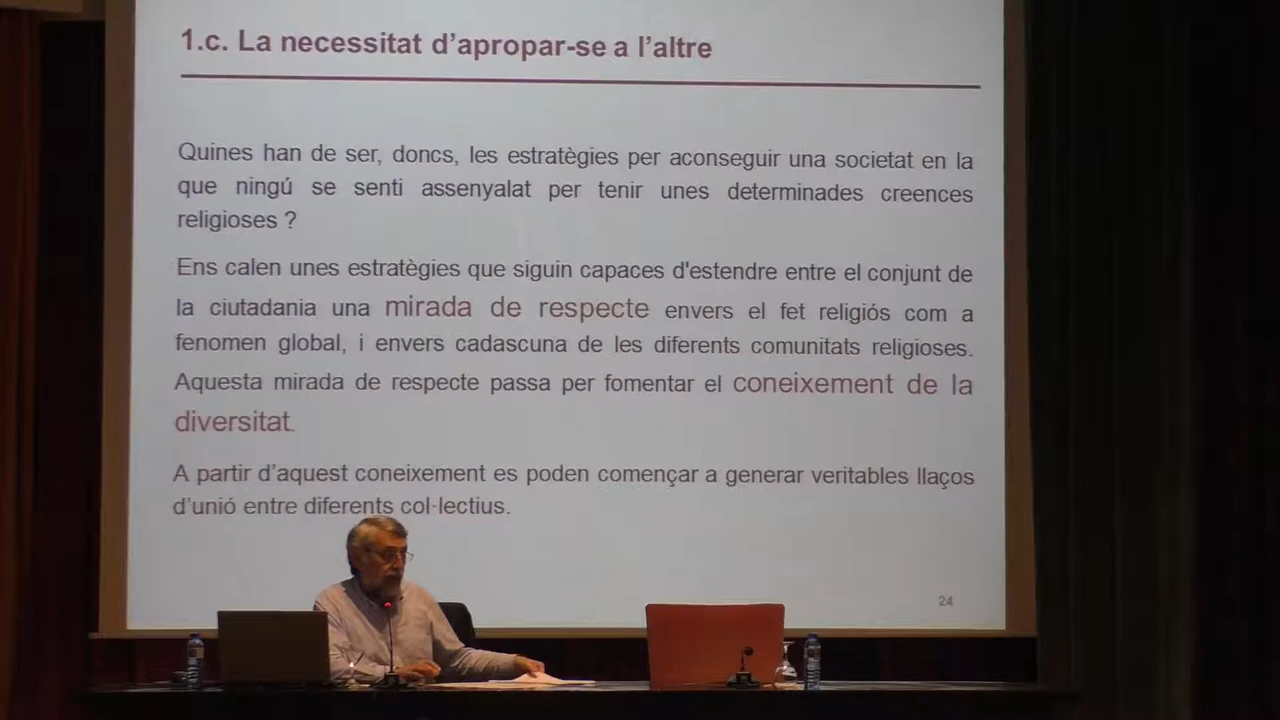 1.c. La necessitat d'apropar-se a l'altre
Quines han de ser, doncs, les estratègies per aconseguir una societat en la
que ningú se senti assenyalat per tenir unes determinades creences
religioses ?
Ens calen unes estratègies que siguin capaces d'estendre entre el conjunt de
la ciutadania una mirada de respecte envers el fet religiós com a
fenomen global, i envers cadascuna de les diferents comunitats religioses.
Aquesta mirada de respecte passa per fomentar el coneixement de la
diversitat.
A partir d'aquest coneixement es poden començar a generar veritables llaços
d'unió entre diferents col·lectius.
24